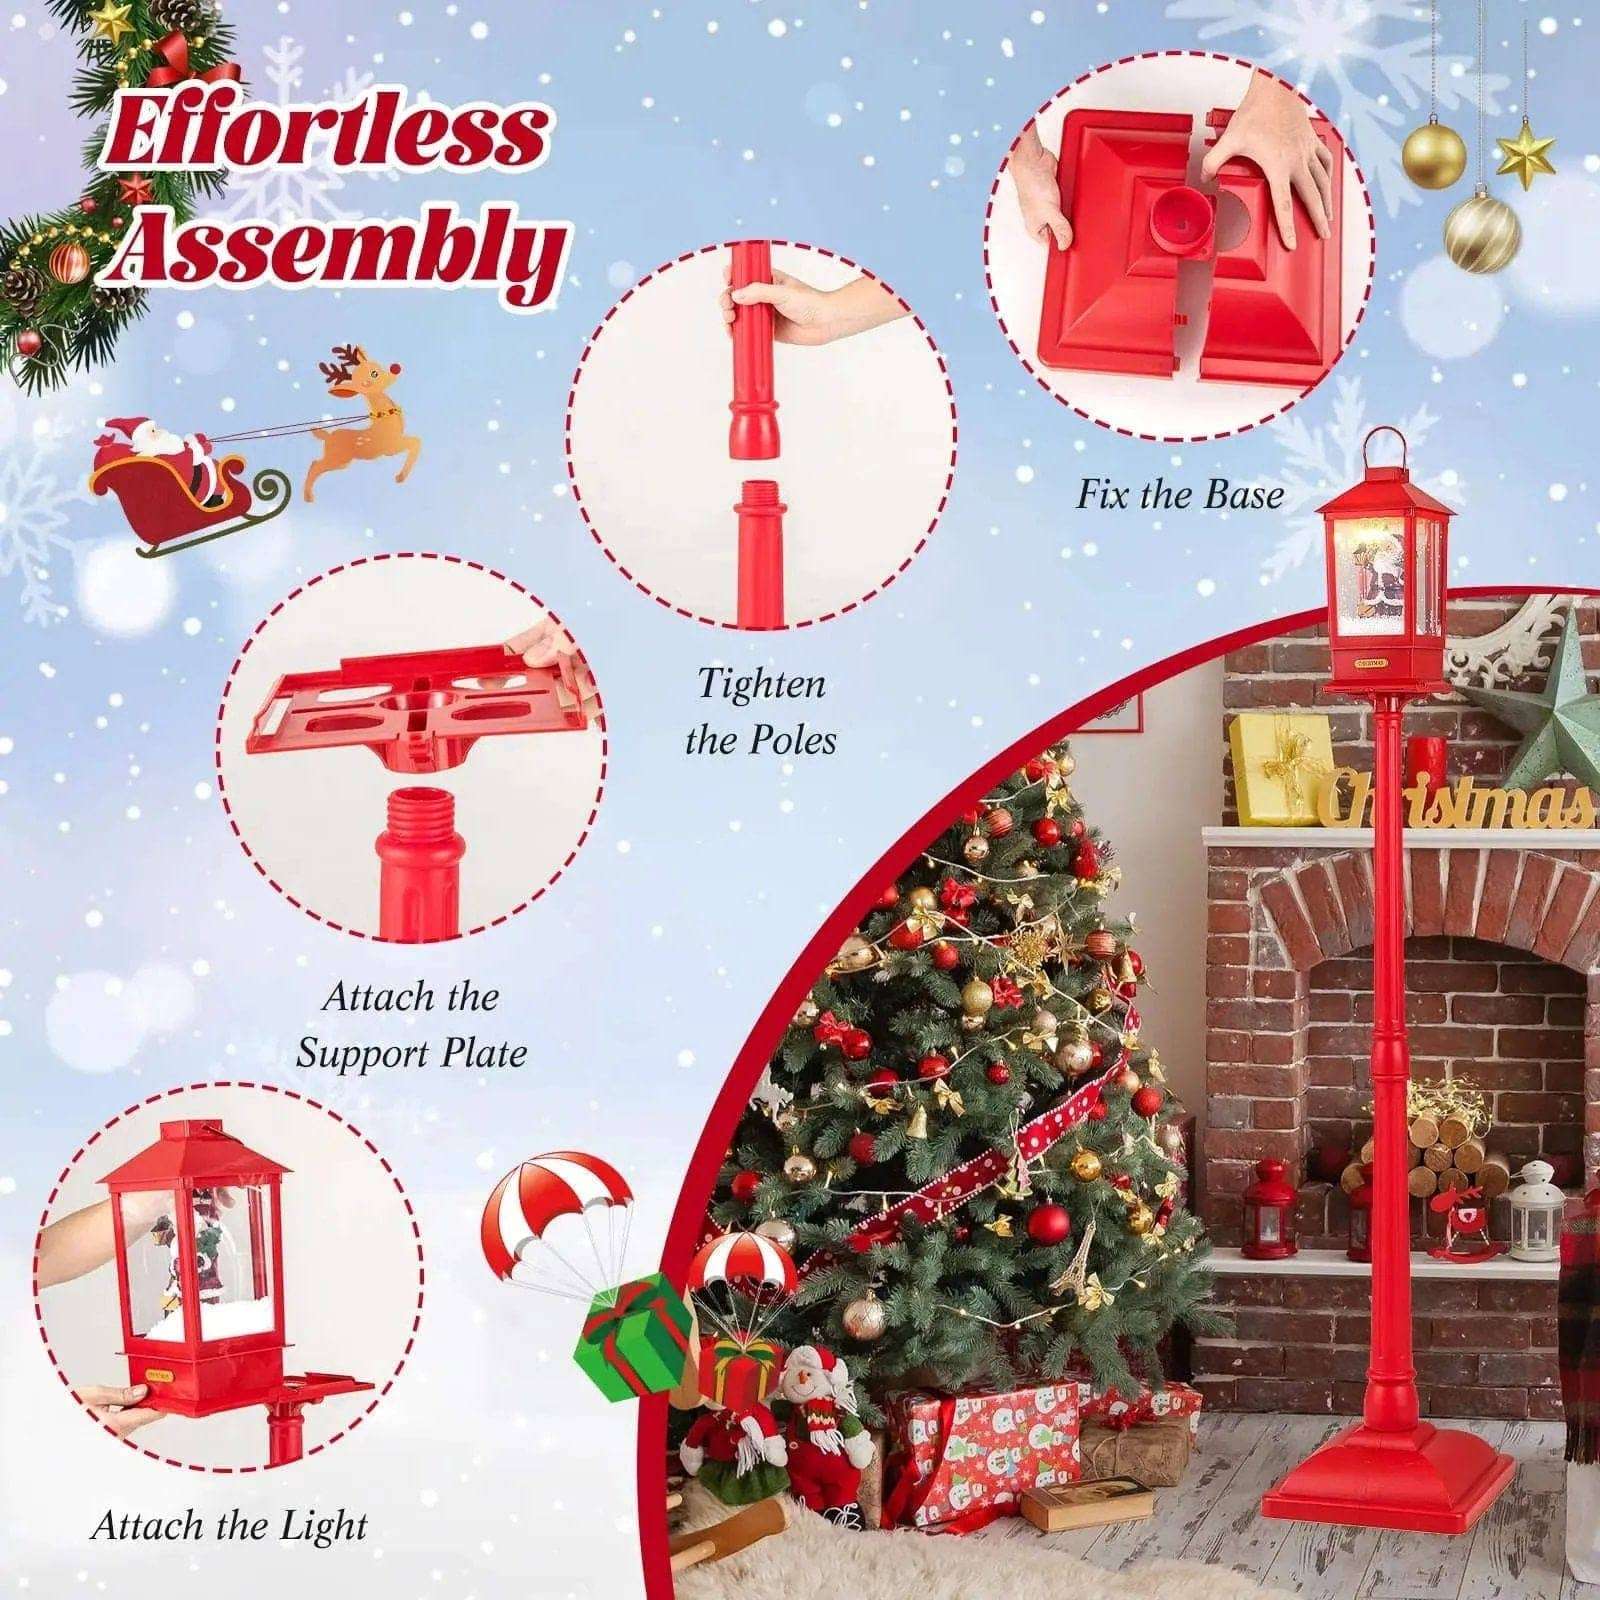 Effortless
Assembly
Fix the Base
Tighten
the Poles
Attach the
Support Plate
Attach the Light
Christmas